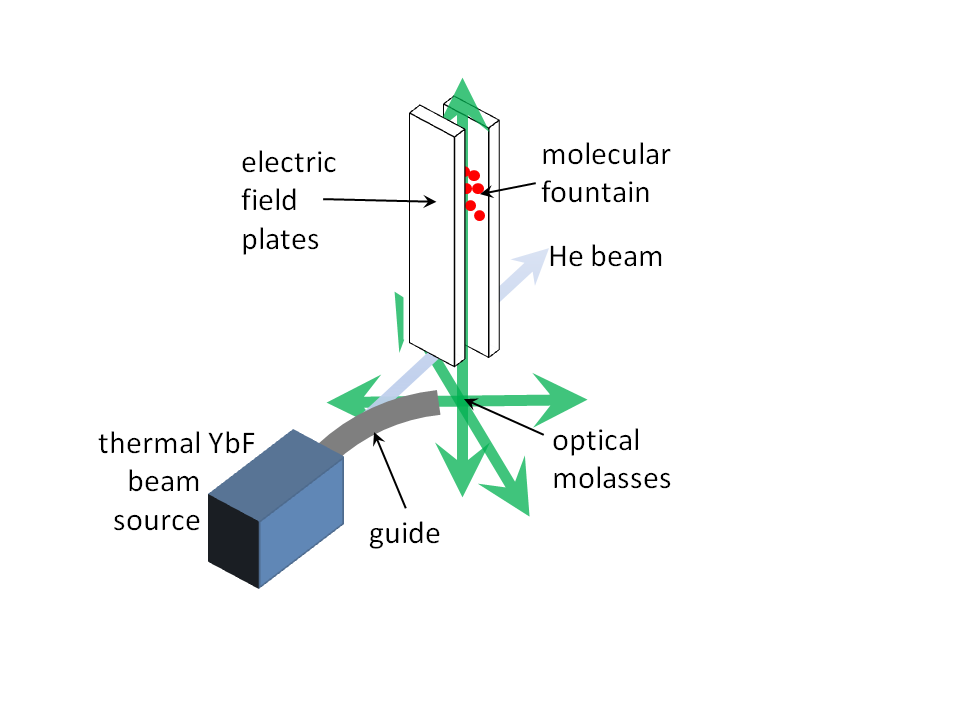 electric
field
plates
molecular
fountain
He beam
thermal YbF
beam
source
optical
molasses
guide